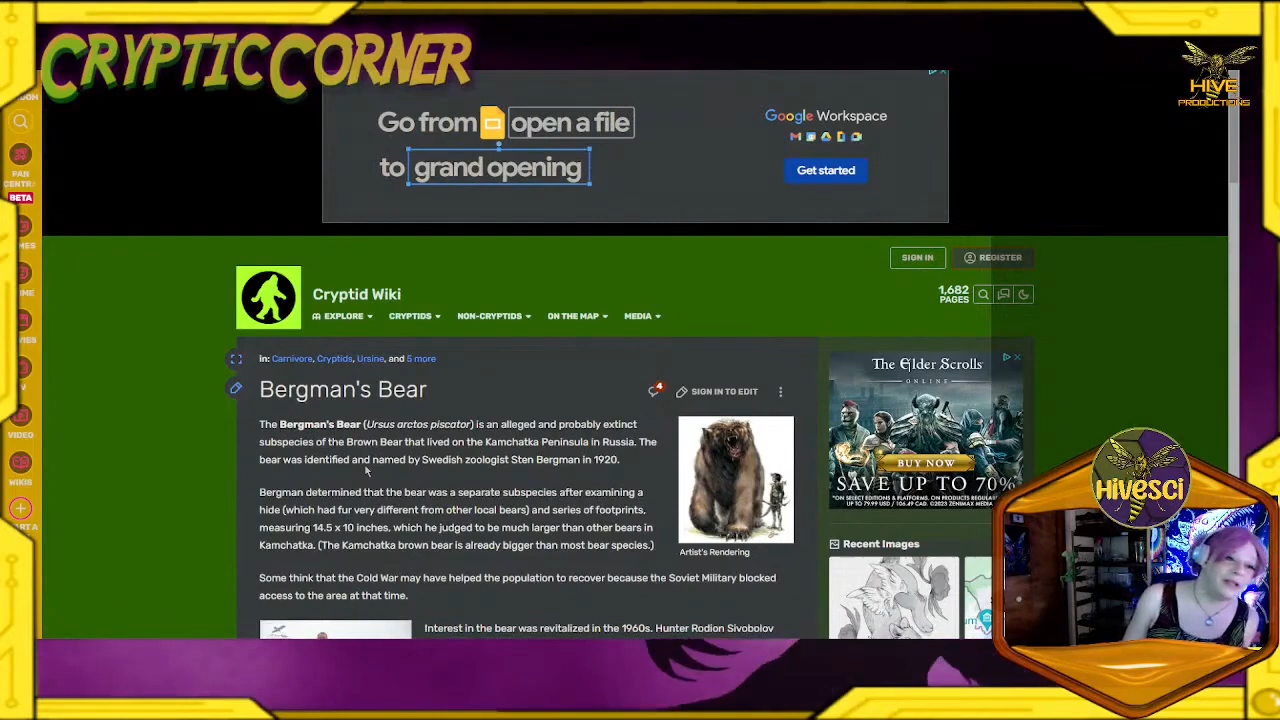 CRYPTIC CORNER
HIVE
PRODUCTIONS
Go from open a file
to grand opening
Google Workspace
Get started
FAN
BETA
VIDEO
WIKIS
SIGN IN
REGISTER
Cryptid Wiki
1,682
PAGES
EXPLORE
CRYPTIDS
NON-CRYPTIDS
ON THE MAP
MEDIA
in: Carnivore, Cryptids, Ursine, and 5 more
Bergman's Bear
4
SIGN IN TO EDIT
The Bergman's Bear (Ursus arctos piscator) is an alleged and probably extinct
subspecies of the Brown Bear that lived on the Kamchatka Peninsula in Russia. The
bear was identified and named by Swedish zoologist Sten Bergman in 1920.
Bergman determined that the bear was a separate subspecies after examining a
hide (which had fur very different from other local bears) and series of footprints,
measuring 14.5 x 10 inches, which he judged to be much larger than other bears in
Kamchatka. (The Kamchatka brown bear is already bigger than most bear species.)
Artist's Rendering
Some think that the Cold War may have helped the population to recover because the Soviet Military blocked
access to the area at that time.
Interest in the bear was revitalized in the 1960s. Hunter Rodion Sivobolov
The Elder Scrolls
ONLINE
BUY NOW
SAVE UP TO 70%
Recent Images
HIVESCI